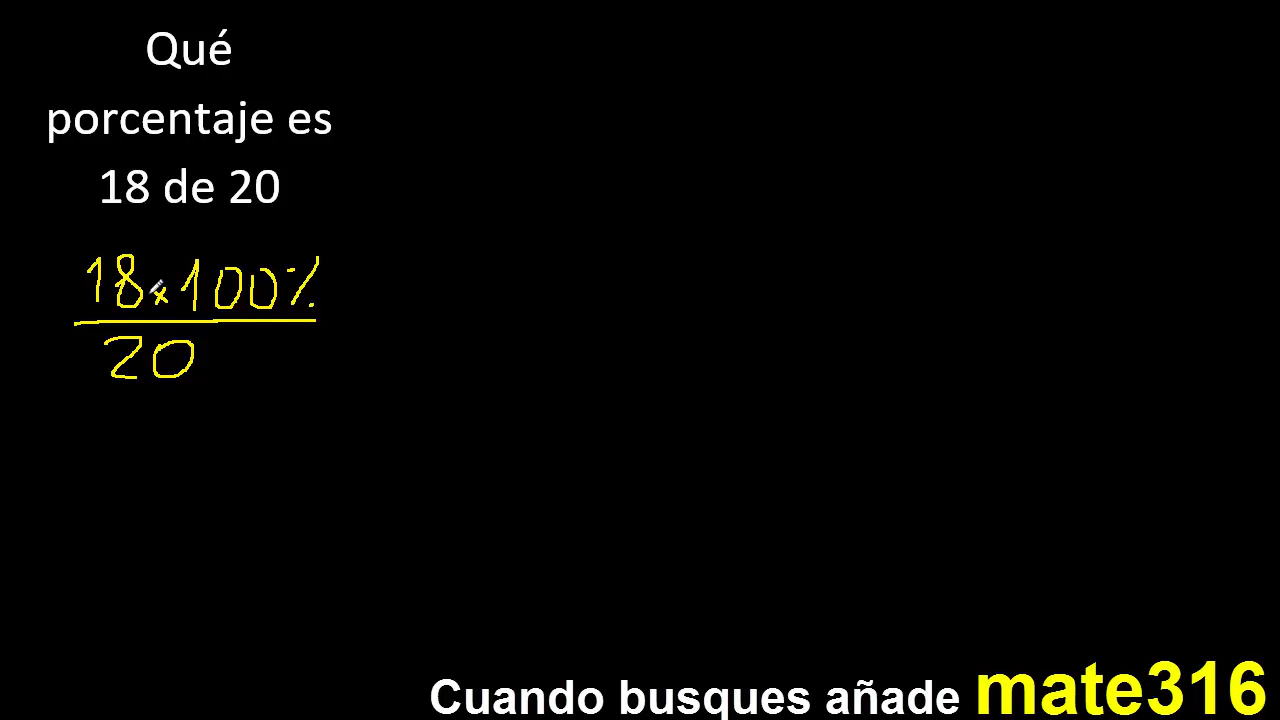 Qué
porcentaje es
18 de 20
18x100%
20
Cuando busques añade mate316